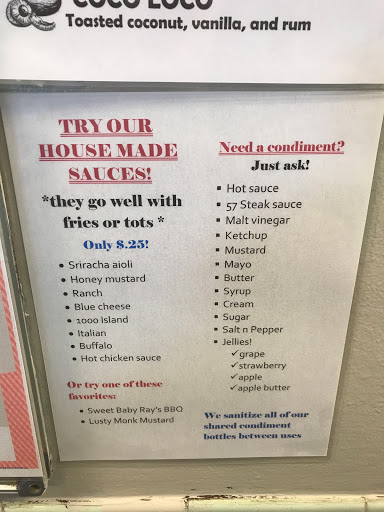 COCO LOCO
Toasted coconut, vanilla, and rum
TRY OUR
HOUSE MADE
SAUCES!
*they go well with
fries or tots *
Only $.25!
• Sriracha aioli
• Honey mustard
• Ranch
• Blue cheese
• 1000 Island
• Italian
• Buffalo
• Hot chicken sauce
Or try one of these
favorites:
• Sweet Baby Ray's BBQ
• Lusty Monk Mustard
Need a condiment?
Just ask!
▪ Hot sauce
▪ 57 Steak sauce
▪ Malt vinegar
▪ Ketchup
▪ Mustard
▪ Mayo
▪ Butter
▪ Syrup
▪ Cream
▪ Sugar
▪ Salt n Pepper
▪ Jellies!
✓grape
✓strawberry
✓apple
✓apple butter
We sanitize all of our
shared condiment
bottles between uses